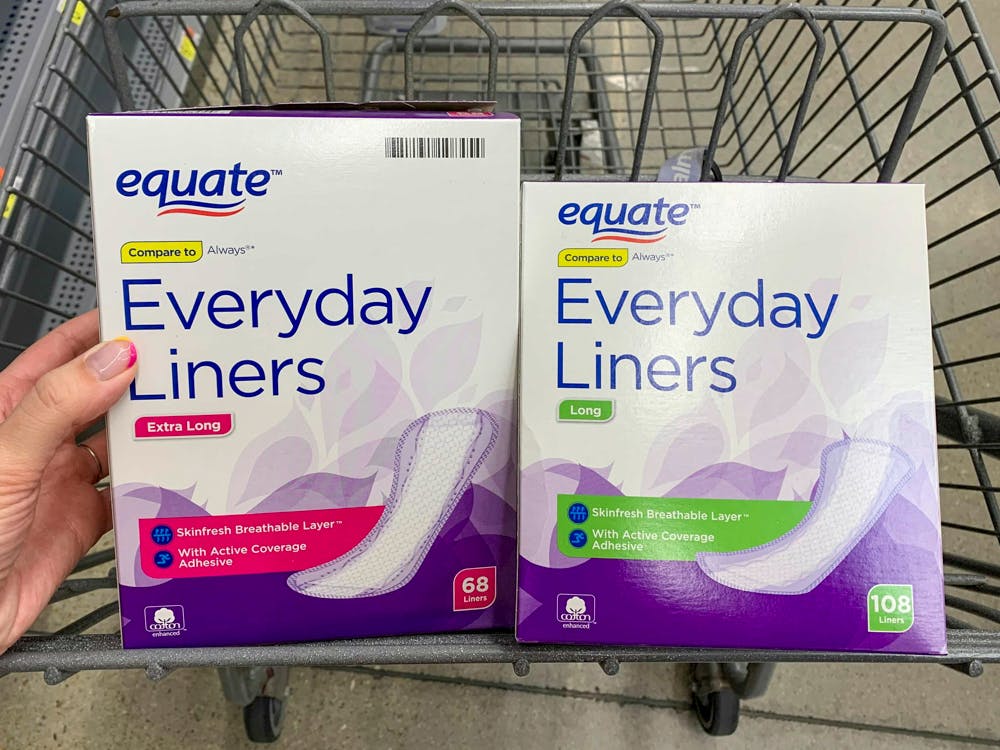 equate™
Compare to Always®*
Everyday
Liners
Extra Long
Skinfresh Breathable Layer™
With Active Coverage
Adhesive
68
Liners
cotton
enhanced
equate™
Compare to Always®*
Everyday
Liners
Long
Skinfresh Breathable Layer™
With Active Coverage
Adhesive
108
Liners
cotton
enhanced